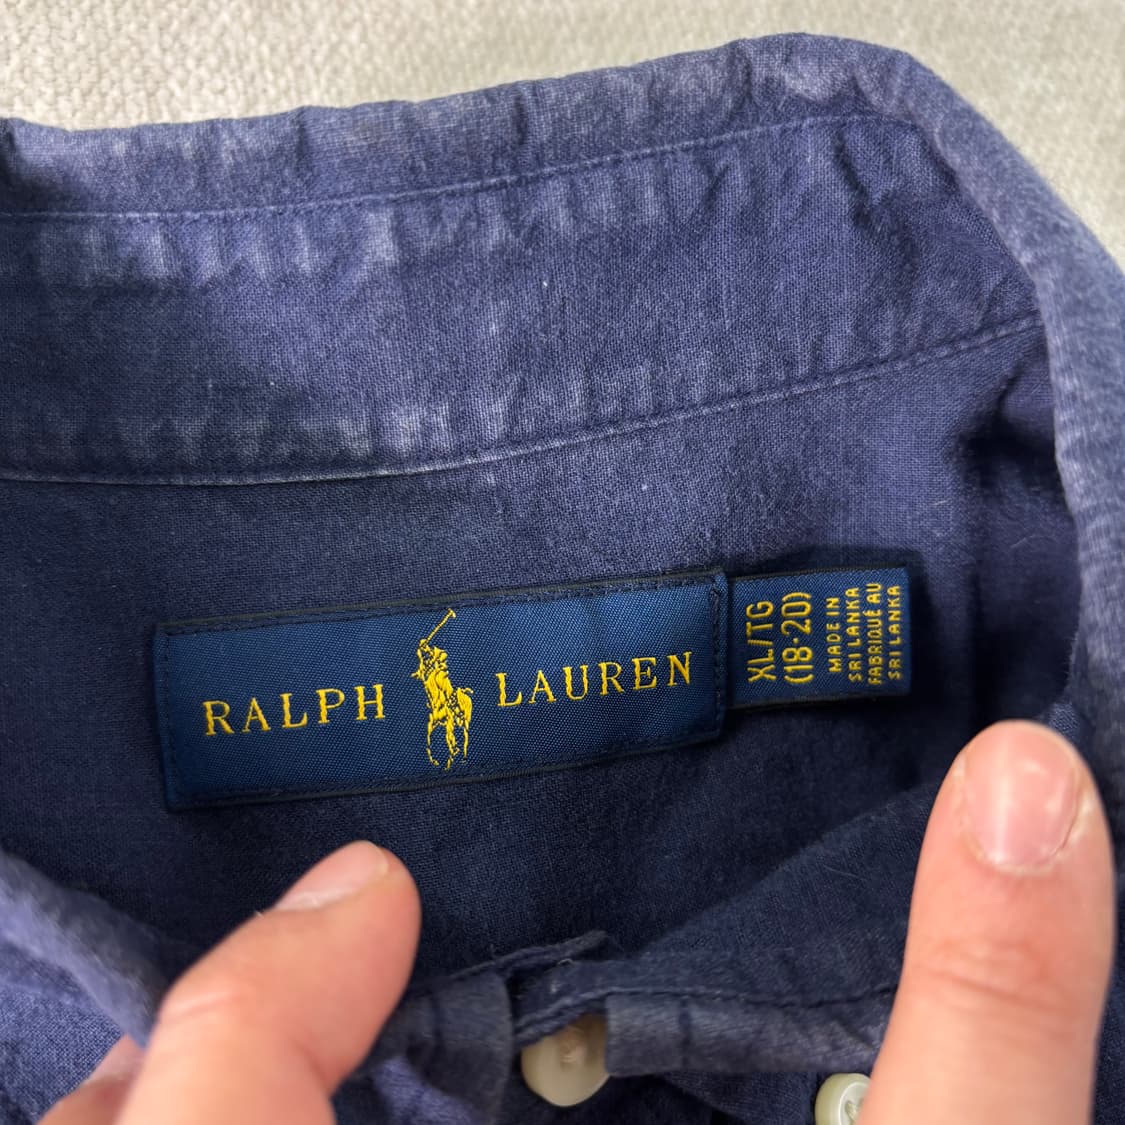 RALPH LAUREN
XL/TG
(18-20)
MADE IN
SRI LANKA
FABRIQUÉ AU
SRI LANKA